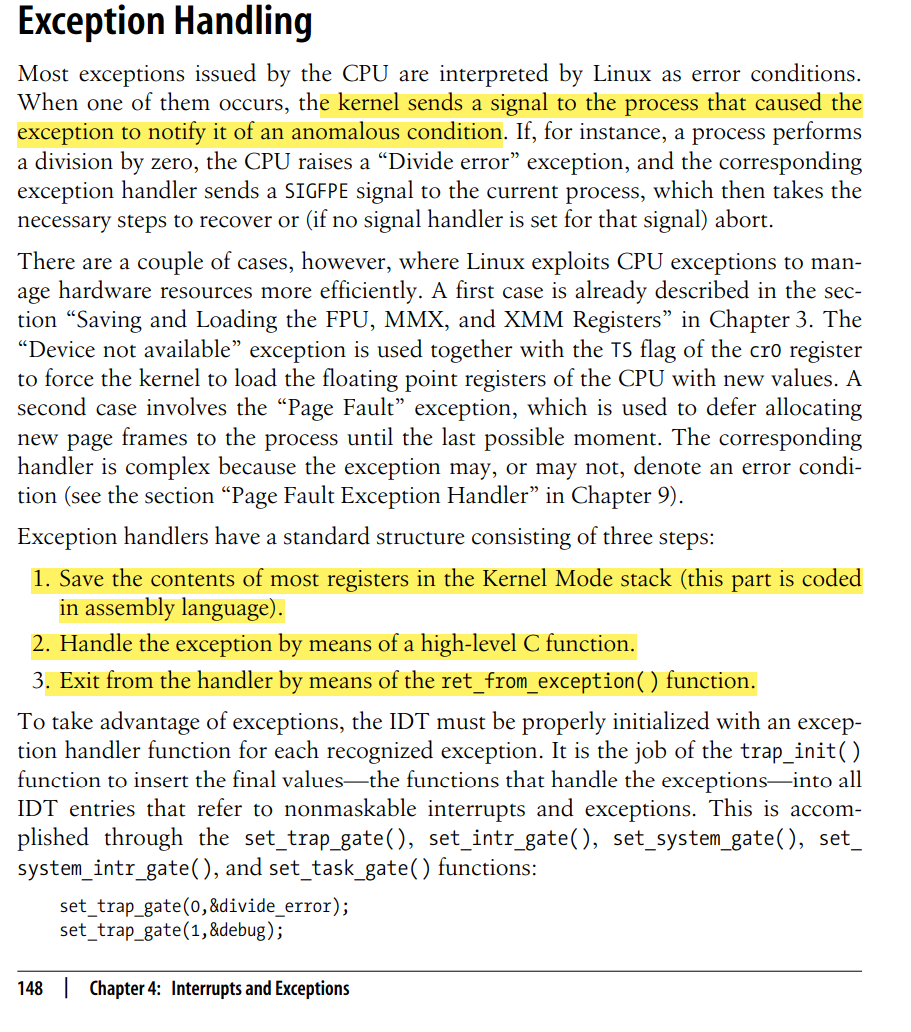 Exception Handling
Most exceptions issued by the CPU are interpreted by Linux as error conditions.
When one of them occurs, the kernel sends a signal to the process that caused the
exception to notify it of an anomalous condition. If, for instance, a process performs
a division by zero, the CPU raises a “Divide error” exception, and the corresponding
exception handler sends a SIGFPE signal to the current process, which then takes the
necessary steps to recover or (if no signal handler is set for that signal) abort.
There are a couple of cases, however, where Linux exploits CPU exceptions to man-
age hardware resources more efficiently. A first case is already described in the sec-
tion “Saving and Loading the FPU, MMX, and XMM Registers” in Chapter 3. The
“Device not available” exception is used together with the TS flag of the cr0 register
to force the kernel to load the floating point registers of the CPU with new values. A
second case involves the “Page Fault” exception, which is used to defer allocating
new page frames to the process until the last possible moment. The corresponding
handler is complex because the exception may, or may not, denote an error condi-
tion (see the section “Page Fault Exception Handler” in Chapter 9).
Exception handlers have a standard structure consisting of three steps:
1. Save the contents of most registers in the Kernel Mode stack (this part is coded
in assembly language).
2. Handle the exception by means of a high-level C function.
3. Exit from the handler by means of the ret_from_exception() function.
To take advantage of exceptions, the IDT must be properly initialized with an excep-
tion handler function for each recognized exception. It is the job of the trap_init()
function to insert the final values—the functions that handle the exceptions—into all
IDT entries that refer to nonmaskable interrupts and exceptions. This is accom-
plished through the set_trap_gate(), set_intr_gate(), set_system_gate(), set_
system_intr_gate(), and set_task_gate() functions:
set_trap_gate(0,&divide_error);
set_trap_gate(1,&debug);
148 | Chapter 4: Interrupts and Exceptions